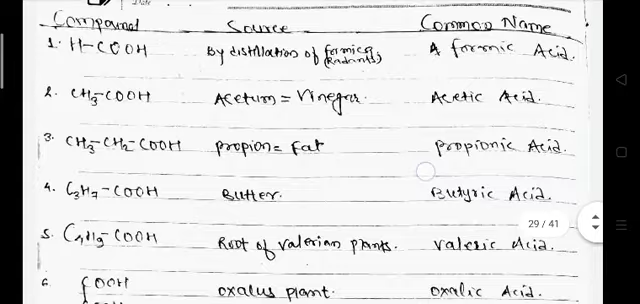 Compound Source Common Name
1. H-COOH By distillation of formica (Redants). A formic Acid.
2. CH3-COOH Acetum = Vinegar. Acetic Acid.
3. CH3-CH2-COOH propion = Fat propionic Acid.
4. C3H7-COOH Butter. Butyric Acid.
29 / 41
5. C4H9-COOH Root of valerian plants. valeric Acid.
6. COOH oxalus plant. oxalic Acid.